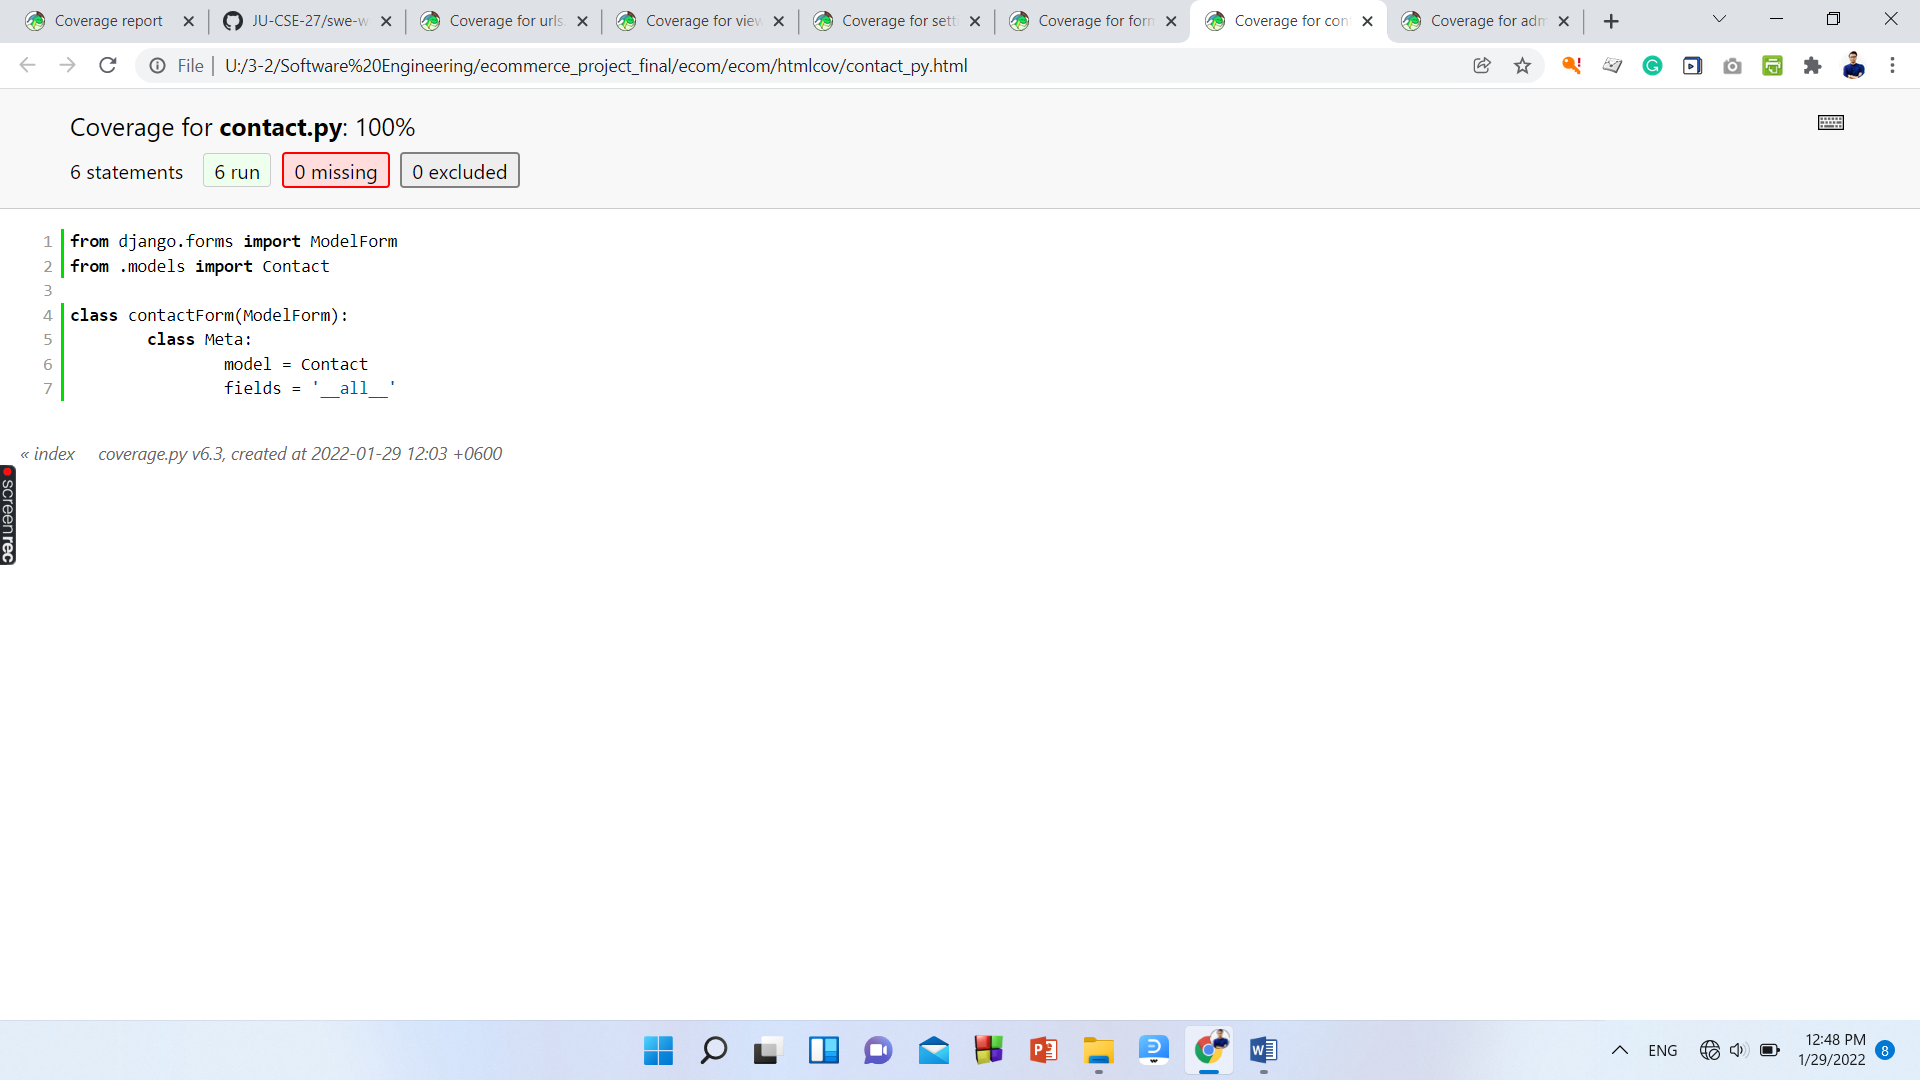 Coverage report
JU-CSE-27/swe-w
Coverage for urls.
Coverage for view
Coverage for sett
Coverage for form
Coverage for con
Coverage for adm
File | U:/3-2/Software%20Engineering/ecommerce_project_final/ecom/ecom/htmlcov/contact_py.html
Coverage for contact.py: 100%
6 statements 6 run 0 missing 0 excluded
1 from django.forms import ModelForm
2 from .models import Contact
3
4 class contactForm(ModelForm):
5 class Meta:
6 model = Contact
7 fields = '__all__'
« index coverage.py v6.3, created at 2022-01-29 12:03 +0600
screenrec
ENG
12:48 PM
1/29/2022
8